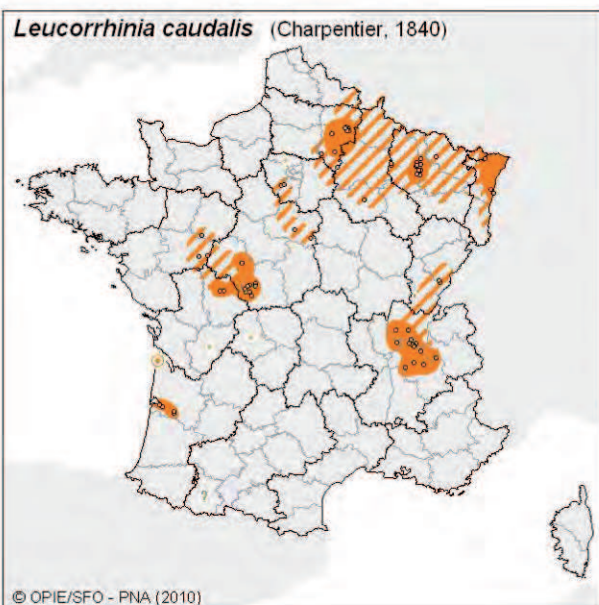 Leucorrhinia caudalis (Charpentier, 1840)
?
© OPIE/SFO - PNA (2010)